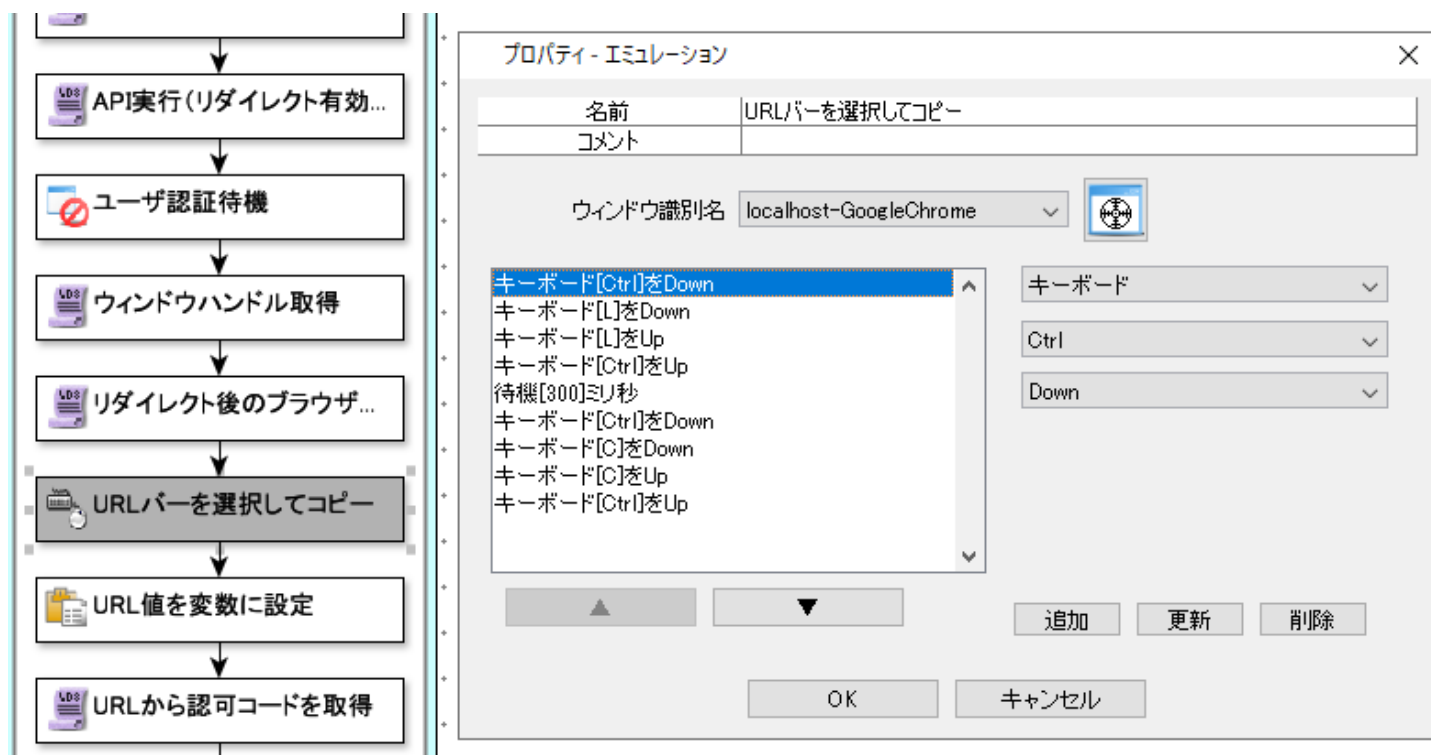 API実行(リダイレクト有効...
ユーザ認証待機
ウィンドウハンドル取得
リダイレクト後のブラウザ...
URLバーを選択してコピー
URL値を変数に設定
URLから認可コードを取得
プロパティ - エミュレーション
名前 URLバーを選択してコピー
コメント
ウィンドウ識別名 localhost-GoogleChrome
キーボード[Ctrl]をDown
キーボード[L]をDown
キーボード[L]をUp
キーボード[Ctrl]をUp
待機[300]ミリ秒
キーボード[Ctrl]をDown
キーボード[C]をDown
キーボード[C]をUp
キーボード[Ctrl]をUp
キーボード
Ctrl
Down
▲ ▼
追加 更新 削除
OK キャンセル